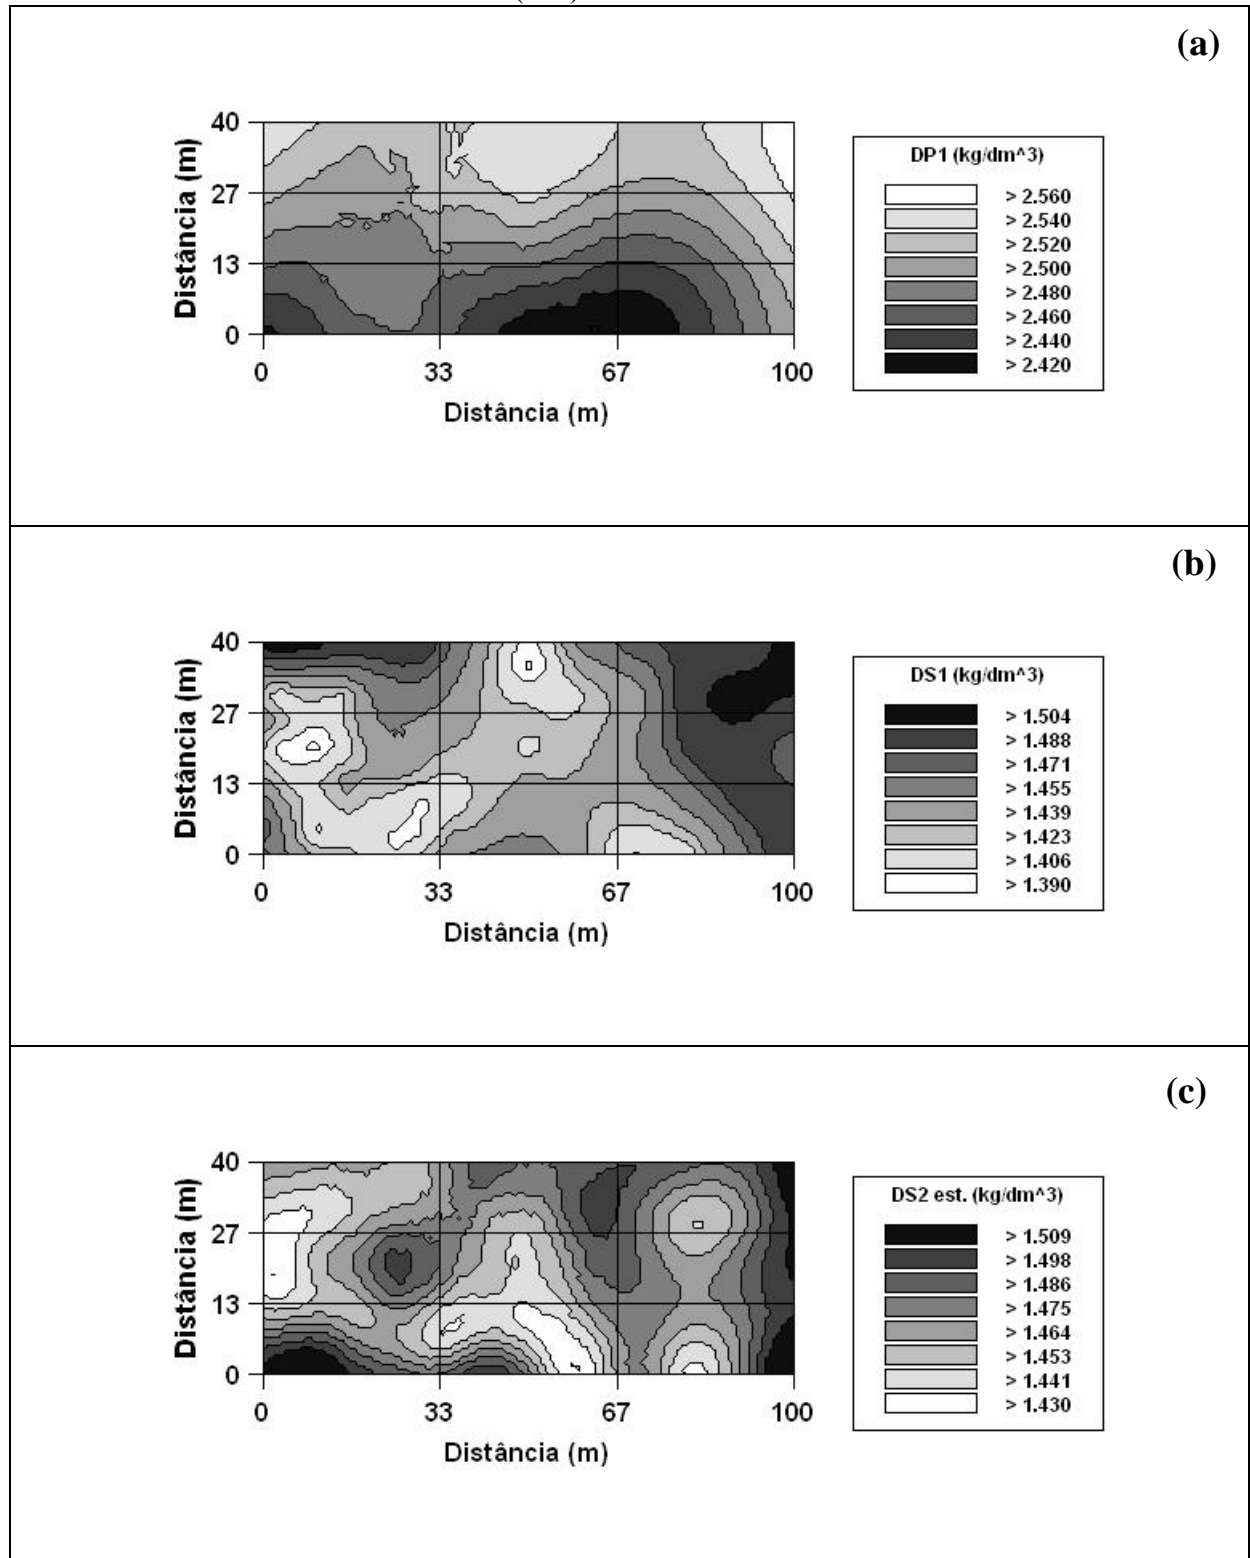 (a)
40
27
13
0
Distância (m)
0 33 67 100
Distância (m)
DP1 (kg/dm^3)
> 2.560
> 2.540
> 2.520
> 2.500
> 2.480
> 2.460
> 2.440
> 2.420
(b)
40
27
13
0
Distância (m)
0 33 67 100
Distância (m)
DS1 (kg/dm^3)
> 1.504
> 1.488
> 1.471
> 1.455
> 1.439
> 1.423
> 1.406
> 1.390
(c)
40
27
13
0
Distância (m)
0 33 67 100
Distância (m)
DS2 est. (kg/dm^3)
> 1.509
> 1.498
> 1.486
> 1.475
> 1.464
> 1.453
> 1.441
> 1.430